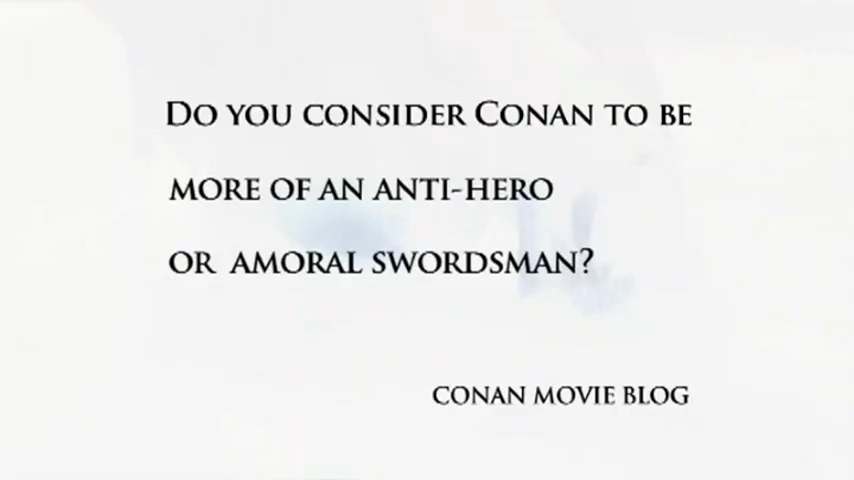 Do you consider Conan to be
more of an anti-hero
or amoral swordsman?
Conan Movie Blog